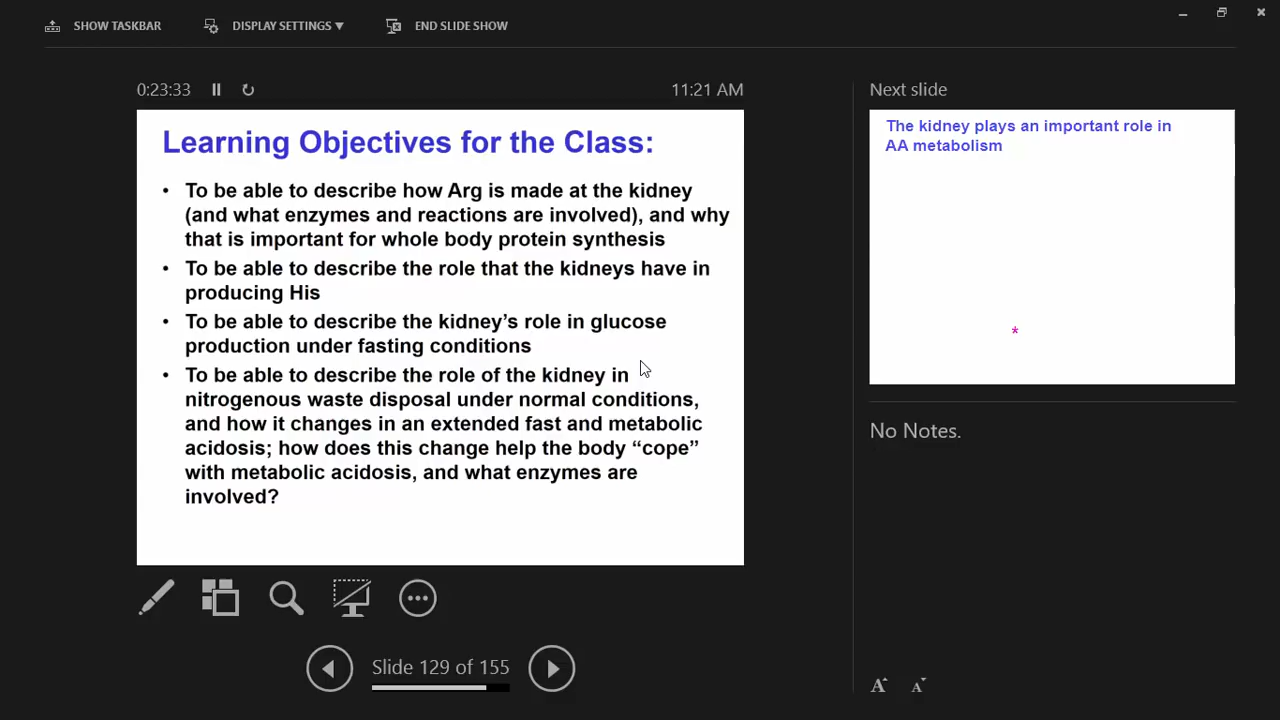 SHOW TASKBAR
DISPLAY SETTINGS ▼
END SLIDE SHOW
0:23:33
11:21 AM
Learning Objectives for the Class:
• To be able to describe how Arg is made at the kidney
(and what enzymes and reactions are involved), and why
that is important for whole body protein synthesis
• To be able to describe the role that the kidneys have in
producing His
• To be able to describe the kidney's role in glucose
production under fasting conditions
• To be able to describe the role of the kidney in
nitrogenous waste disposal under normal conditions,
and how it changes in an extended fast and metabolic
acidosis; how does this change help the body “cope”
with metabolic acidosis, and what enzymes are
involved?
Slide 129 of 155
Next slide
The kidney plays an important role in
AA metabolism
*
No Notes.
A A